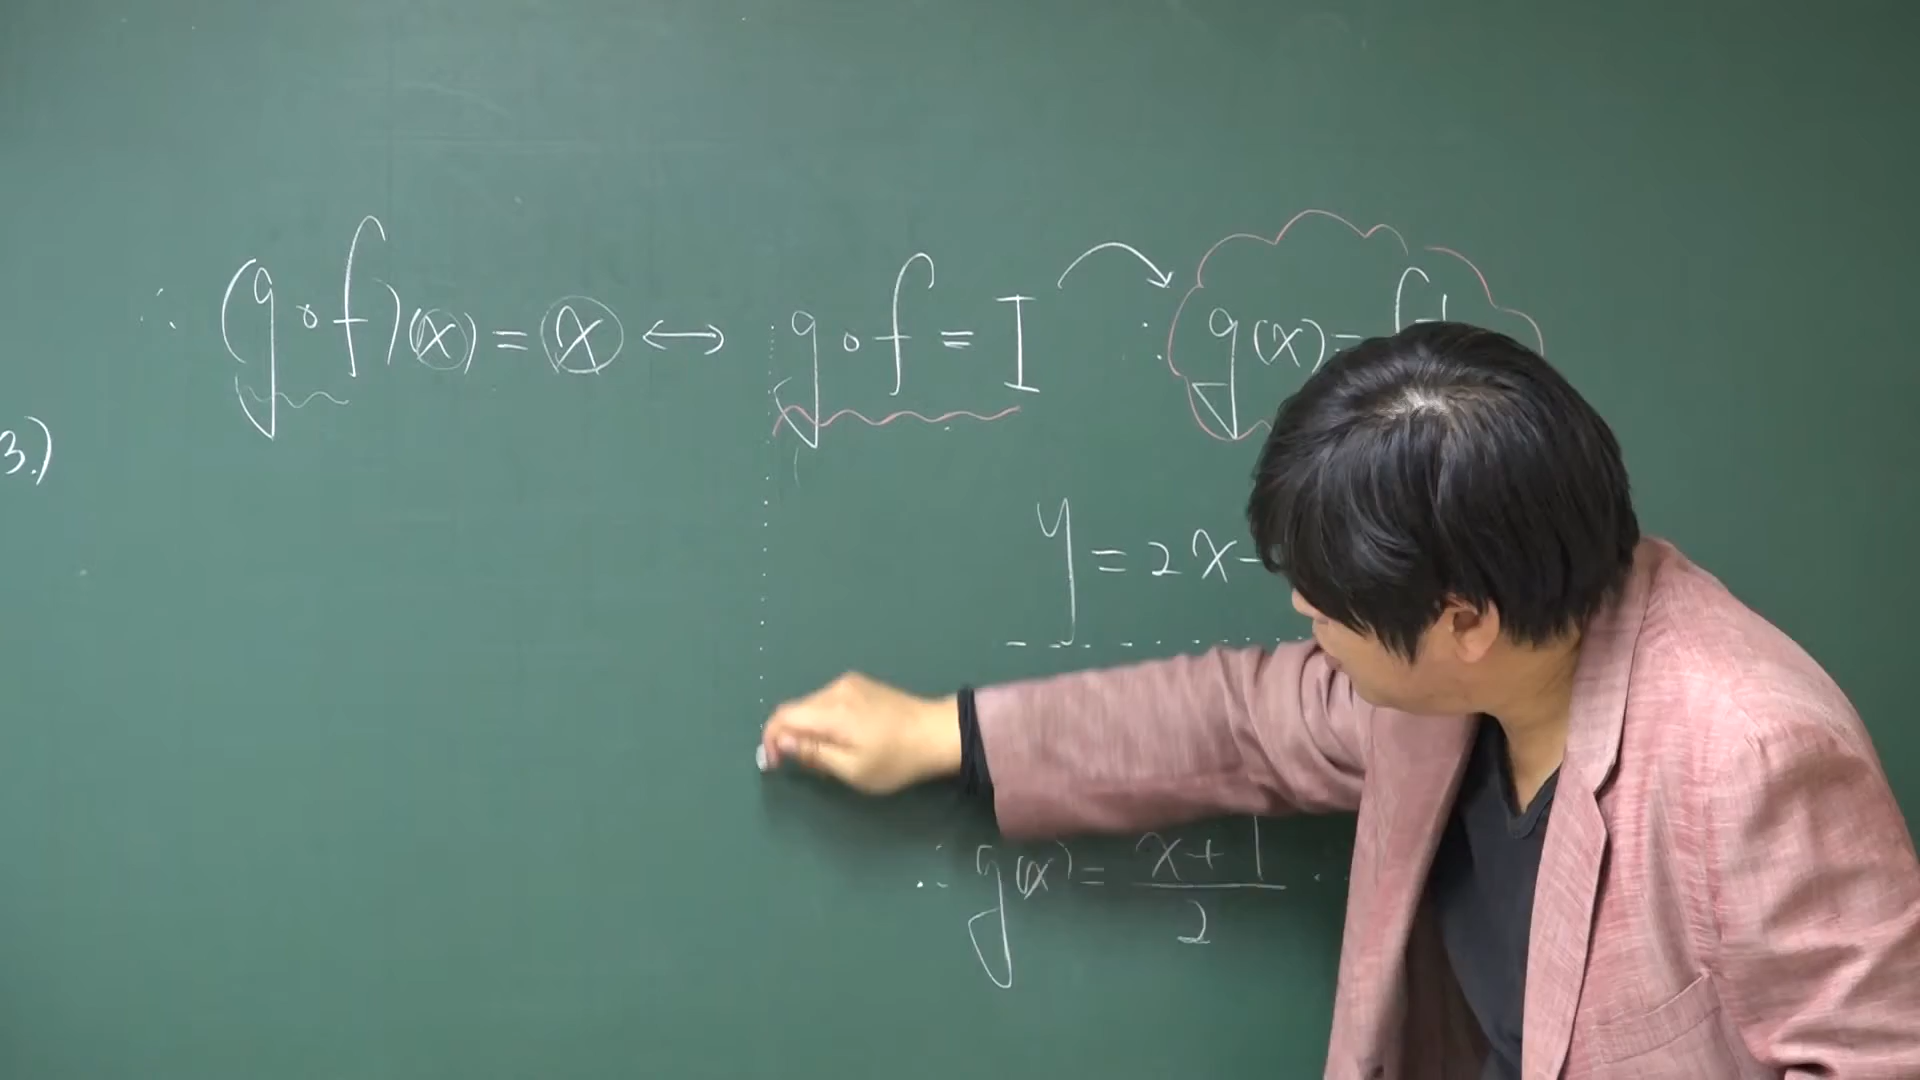 ∴ (g∘f)(x) = x ↔ g∘f = I ∴ g(x) = f
3.)
y = 2x-
∴ g(x) = x+1/2